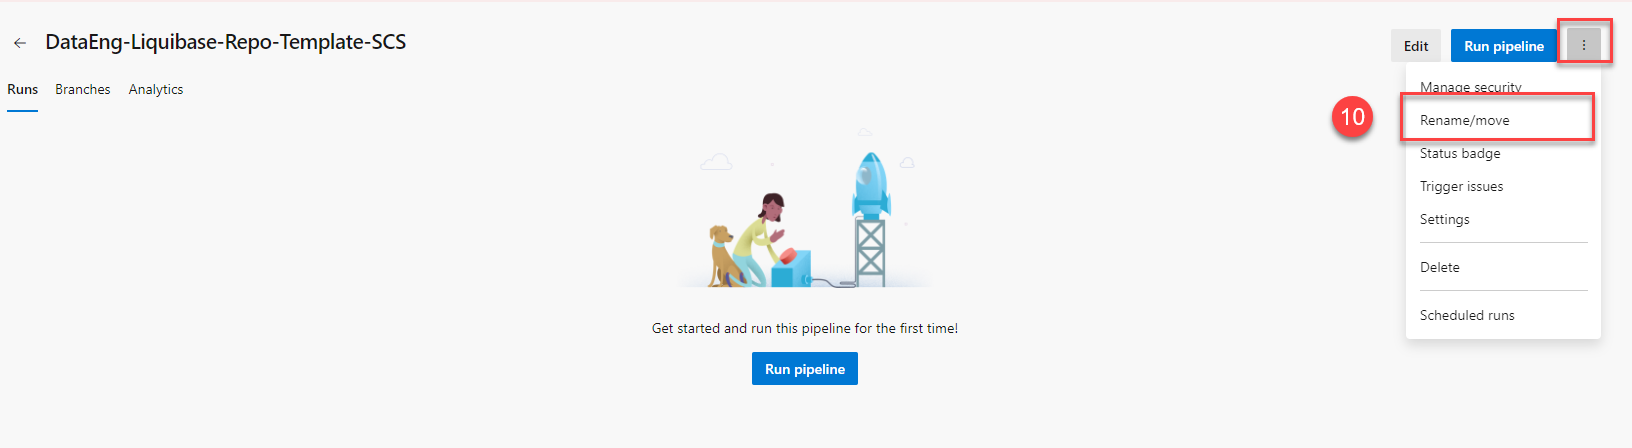 DataEng-Liquibase-Repo-Template-SCS
Edit
Run pipeline
Runs
Branches
Analytics
Manage security
10
Rename/move
Status badge
Trigger issues
Settings
Delete
Scheduled runs
Get started and run this pipeline for the first time!
Run pipeline